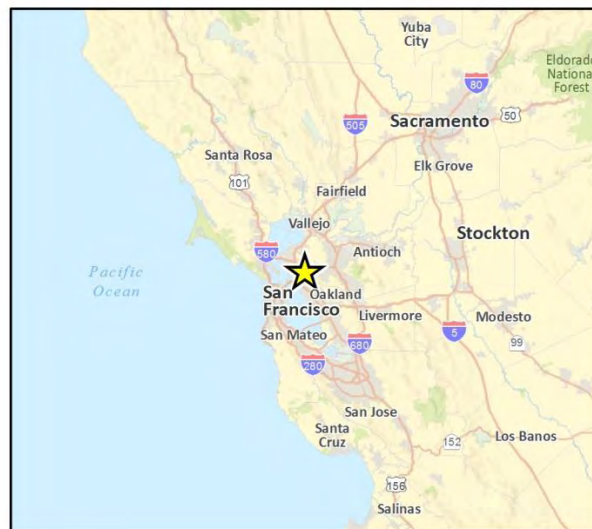 Yuba
City
Eldorado
National
Forest
80
50
505
Sacramento
Santa Rosa
101
Elk Grove
Fairfield
Vallejo
Stockton
580
Antioch
Pacific
Ocean
San
Francisco
Oakland
Livermore
Modesto
5
San Mateo
680
99
280
San Jose
Santa
Cruz
152
Los Banos
156
Salinas